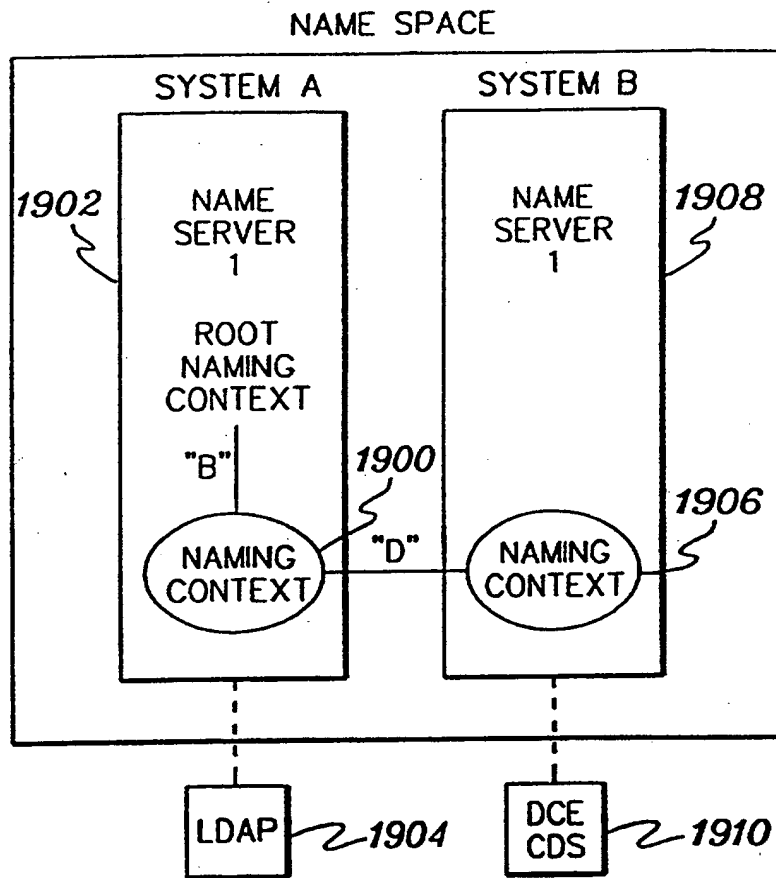 NAME SPACE
SYSTEM A
SYSTEM B
1902
NAME
SERVER
1
NAME
SERVER
1
1908
ROOT
NAMING
CONTEXT
"B"
1900
1906
NAMING
CONTEXT
"D"
NAMING
CONTEXT
LDAP
1904
DCE
CDS
1910